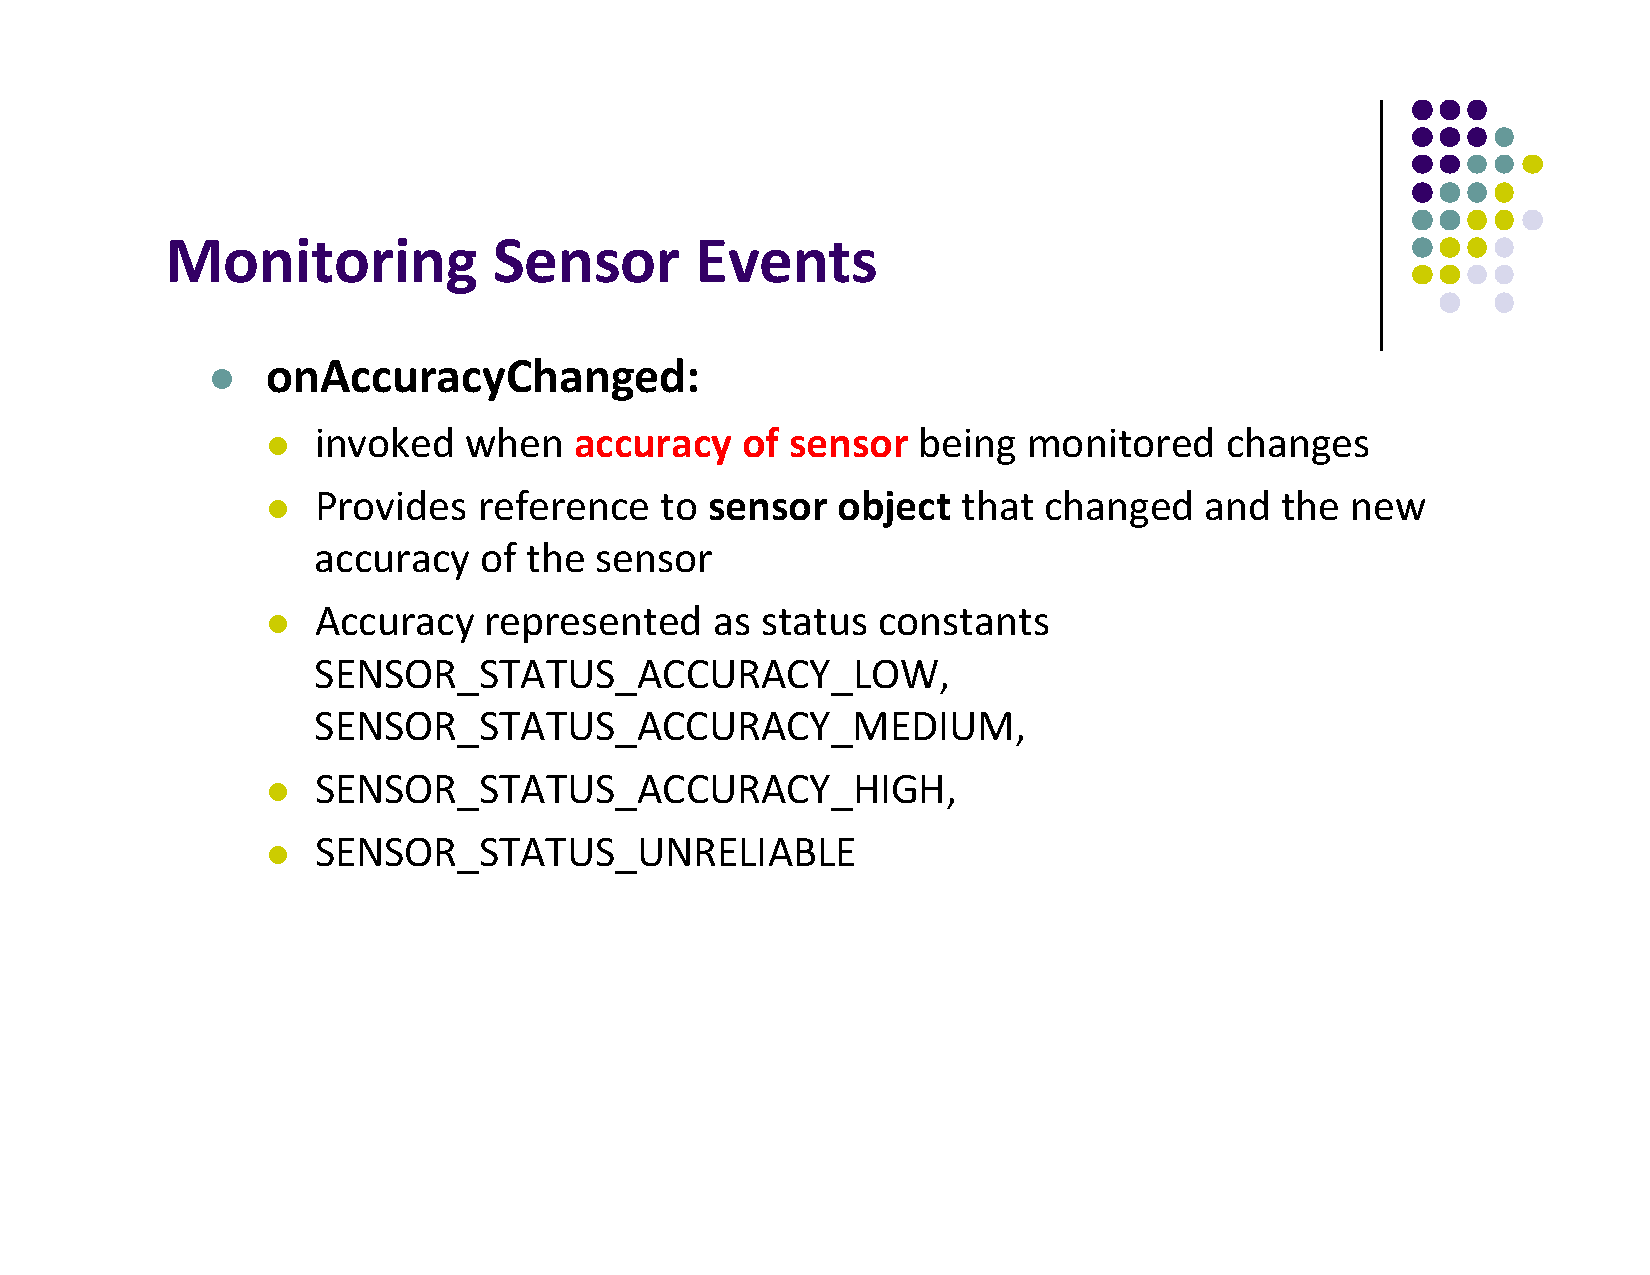 Monitoring Sensor Events
onAccuracyChanged:
invoked when accuracy of sensor being monitored changes
Provides reference to sensor object that changed and the new
accuracy of the sensor
Accuracy represented as status constants
SENSOR_STATUS_ACCURACY_LOW,
SENSOR_STATUS_ACCURACY_MEDIUM,
SENSOR_STATUS_ACCURACY_HIGH,
SENSOR_STATUS_UNRELIABLE